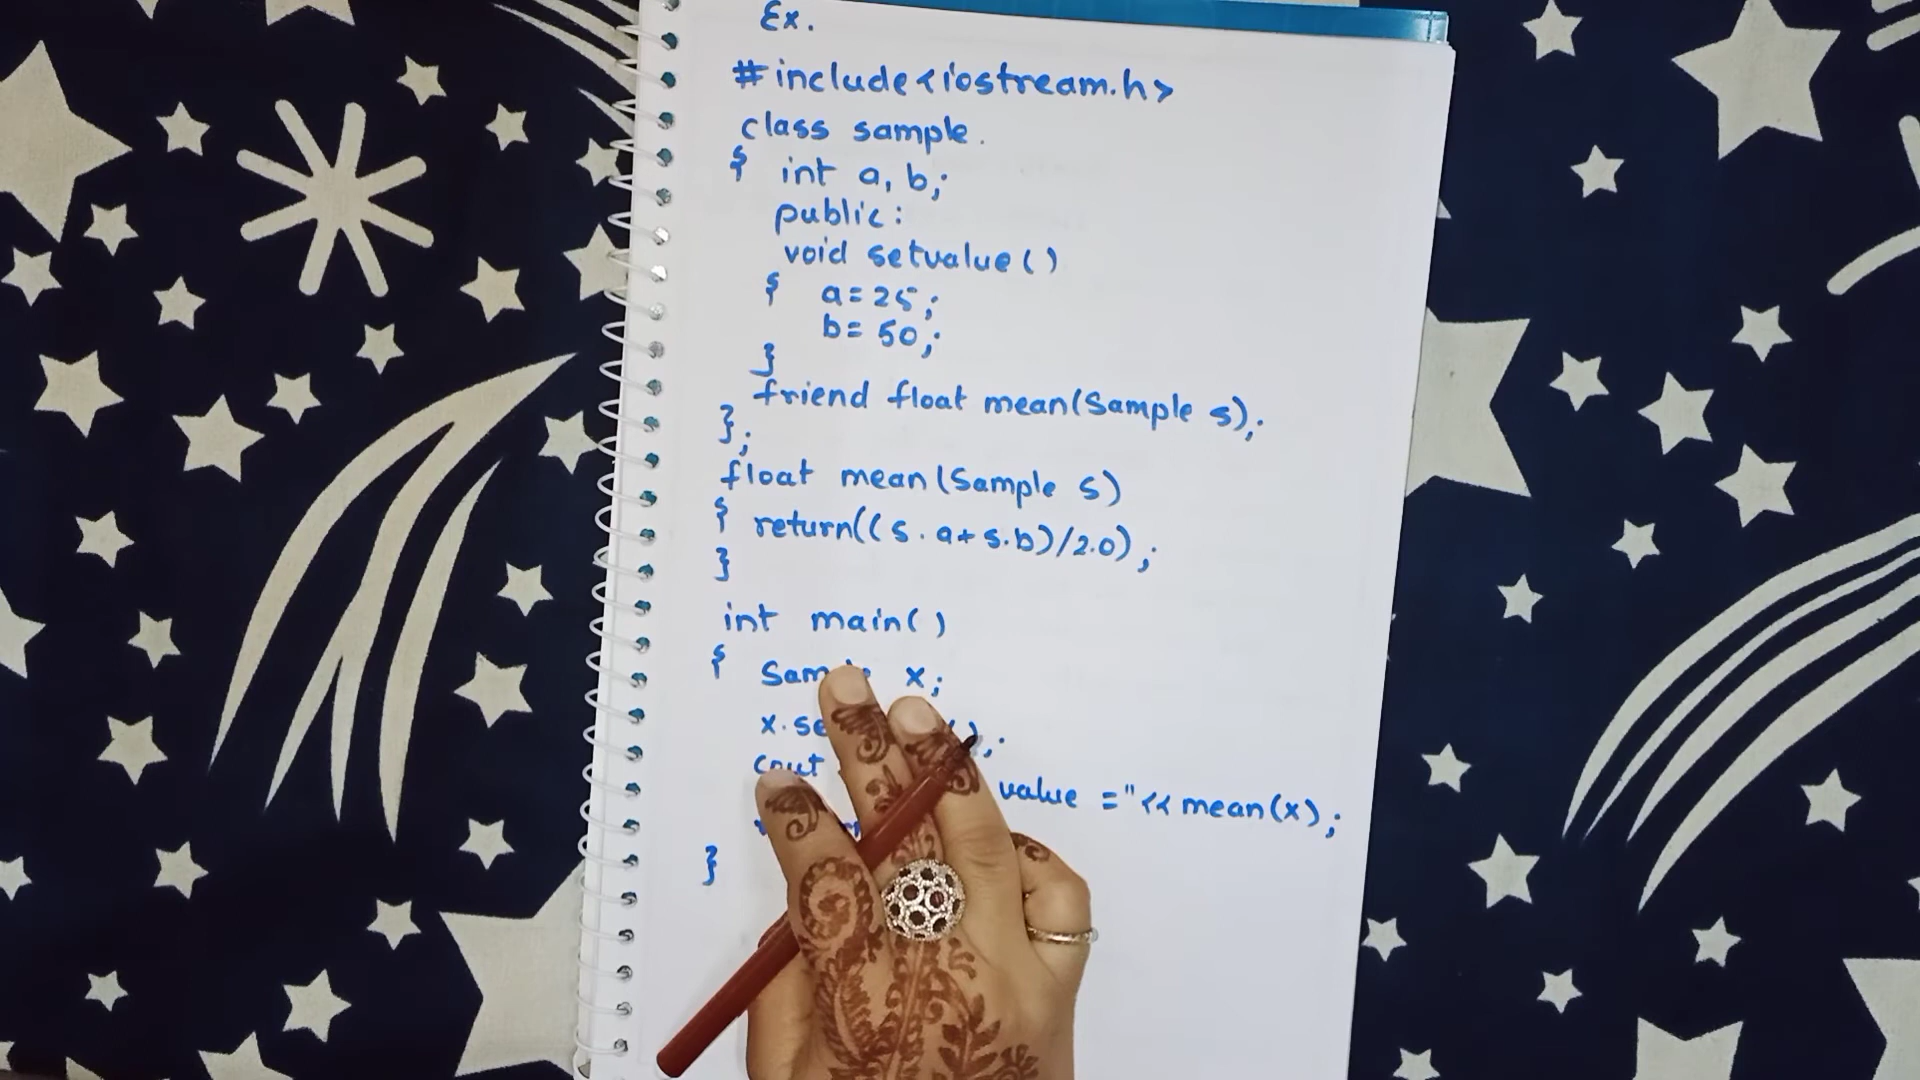 Ex.
#include<iostream.h>
class sample.
{ int a, b;
public:
void setvalue()
{ a=25;
b= 50;
}
friend float mean(Sample s);
};
float mean(Sample s)
{ return((s.a+s.b)/2.0);
}
int main()
{ x;
cout value ="<<mean(x);
}